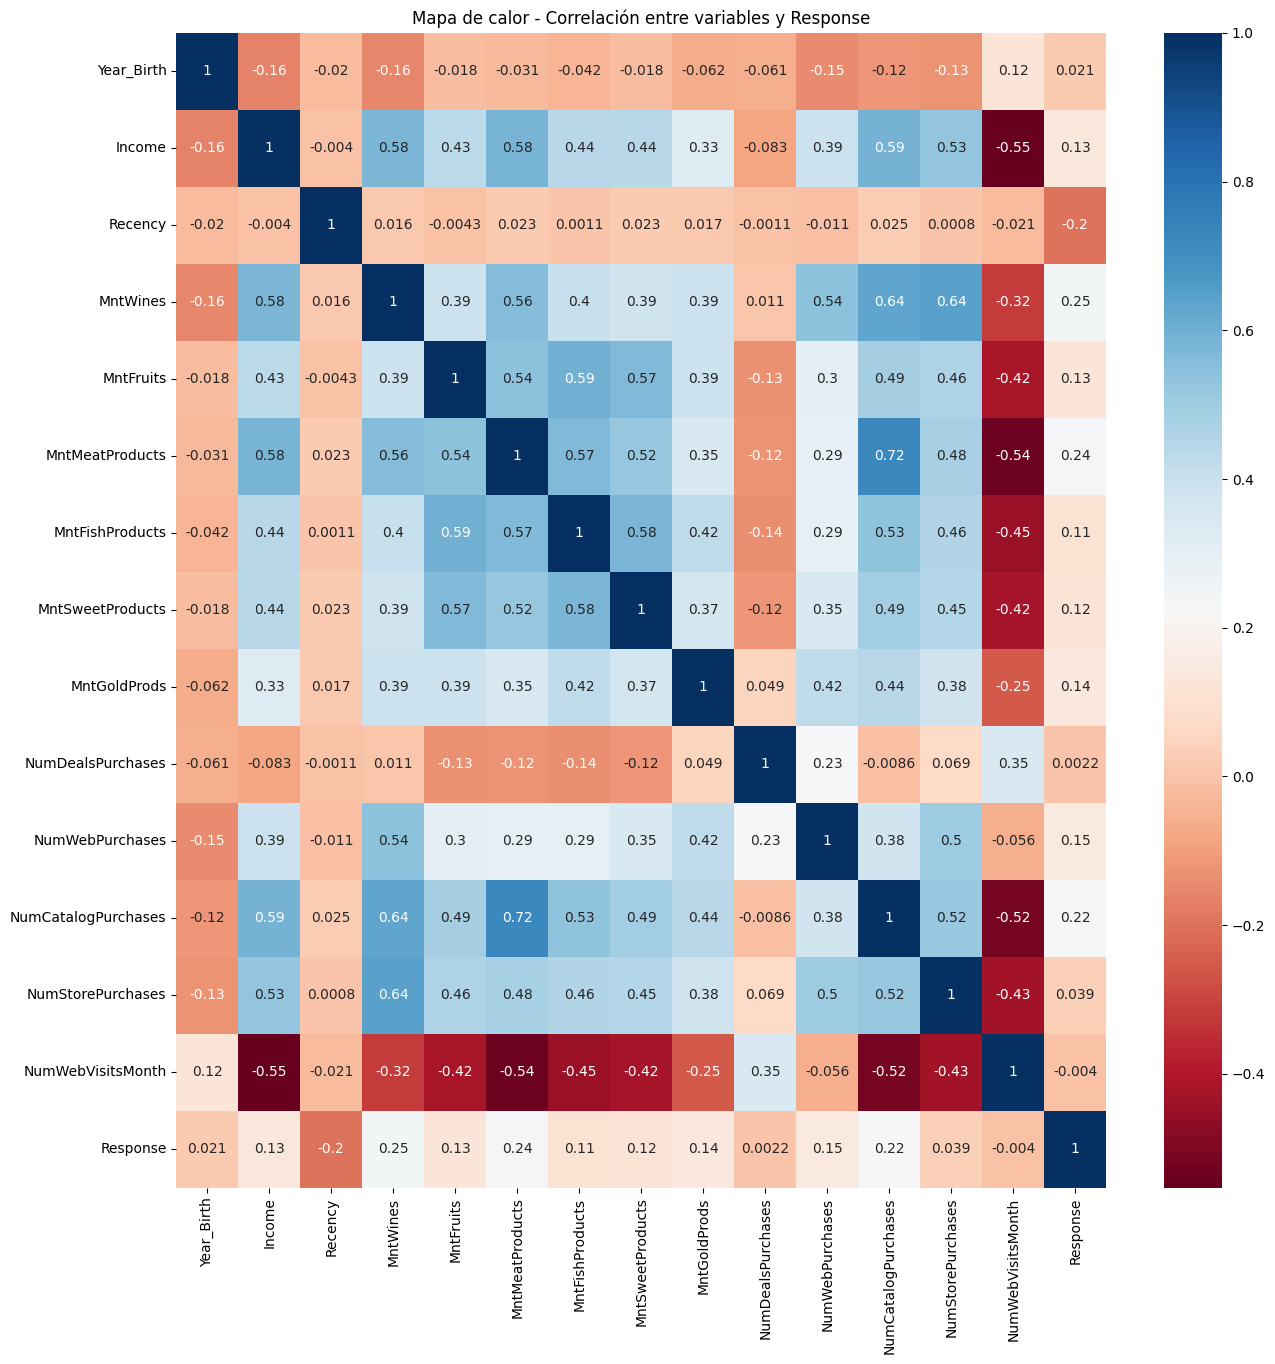 Mapa de calor - Correlación entre variables y Response
Year_Birth 1 -0.16 -0.02 -0.16 -0.018 -0.031 -0.042 -0.018 -0.062 -0.061 -0.15 -0.12 -0.13 0.12 0.021
Income -0.16 1 -0.004 0.58 0.43 0.58 0.44 0.44 0.33 -0.083 0.39 0.59 0.53 -0.55 0.13
Recency -0.02 -0.004 1 0.016 -0.0043 0.023 0.0011 0.023 0.017 -0.0011 -0.011 0.025 0.0008 -0.021 -0.2
MntWines -0.16 0.58 0.016 1 0.39 0.56 0.4 0.39 0.39 0.011 0.54 0.64 0.64 -0.32 0.25
MntFruits -0.018 0.43 -0.0043 0.39 1 0.54 0.59 0.57 0.39 -0.13 0.3 0.49 0.46 -0.42 0.13
MntMeatProducts -0.031 0.58 0.023 0.56 0.54 1 0.57 0.52 0.35 -0.12 0.29 0.72 0.48 -0.54 0.24
MntFishProducts -0.042 0.44 0.0011 0.4 0.59 0.57 1 0.58 0.42 -0.14 0.29 0.53 0.46 -0.45 0.11
MntSweetProducts -0.018 0.44 0.023 0.39 0.57 0.52 0.58 1 0.37 -0.12 0.35 0.49 0.45 -0.42 0.12
MntGoldProds -0.062 0.33 0.017 0.39 0.39 0.35 0.42 0.37 1 0.049 0.42 0.44 0.38 -0.25 0.14
NumDealsPurchases -0.061 -0.083 -0.0011 0.011 -0.13 -0.12 -0.14 -0.12 0.049 1 0.23 -0.0086 0.069 0.35 0.0022
NumWebPurchases -0.15 0.39 -0.011 0.54 0.3 0.29 0.29 0.35 0.42 0.23 1 0.38 0.5 -0.056 0.15
NumCatalogPurchases -0.12 0.59 0.025 0.64 0.49 0.72 0.53 0.49 0.44 -0.0086 0.38 1 0.52 -0.52 0.22
NumStorePurchases -0.13 0.53 0.0008 0.64 0.46 0.48 0.46 0.45 0.38 0.069 0.5 0.52 1 -0.43 0.039
NumWebVisitsMonth 0.12 -0.55 -0.021 -0.32 -0.42 -0.54 -0.45 -0.42 -0.25 0.35 -0.056 -0.52 -0.43 1 -0.004
Response 0.021 0.13 -0.2 0.25 0.13 0.24 0.11 0.12 0.14 0.0022 0.15 0.22 0.039 -0.004 1
Year_Birth
Income
Recency
MntWines
MntFruits
MntMeatProducts
MntFishProducts
MntSweetProducts
MntGoldProds
NumDealsPurchases
NumWebPurchases
NumCatalogPurchases
NumStorePurchases
NumWebVisitsMonth
Response
1.0
0.8
0.6
0.4
0.2
0.0
−0.2
−0.4